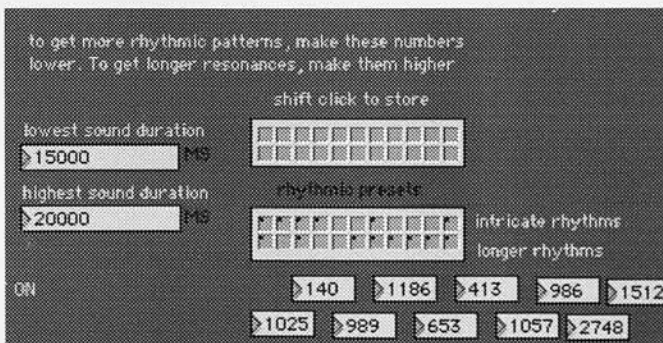 to get more rhythmic patterns, make these numbers
lower. To get longer resonances, make them higher
shift click to store
lowest sound duration
15000 MS
highest sound duration
20000 MS
rhythmic presets
intricate rhythms
longer rhythms
ON
140 1186 413 986 1512
1025 989 653 1057 2748